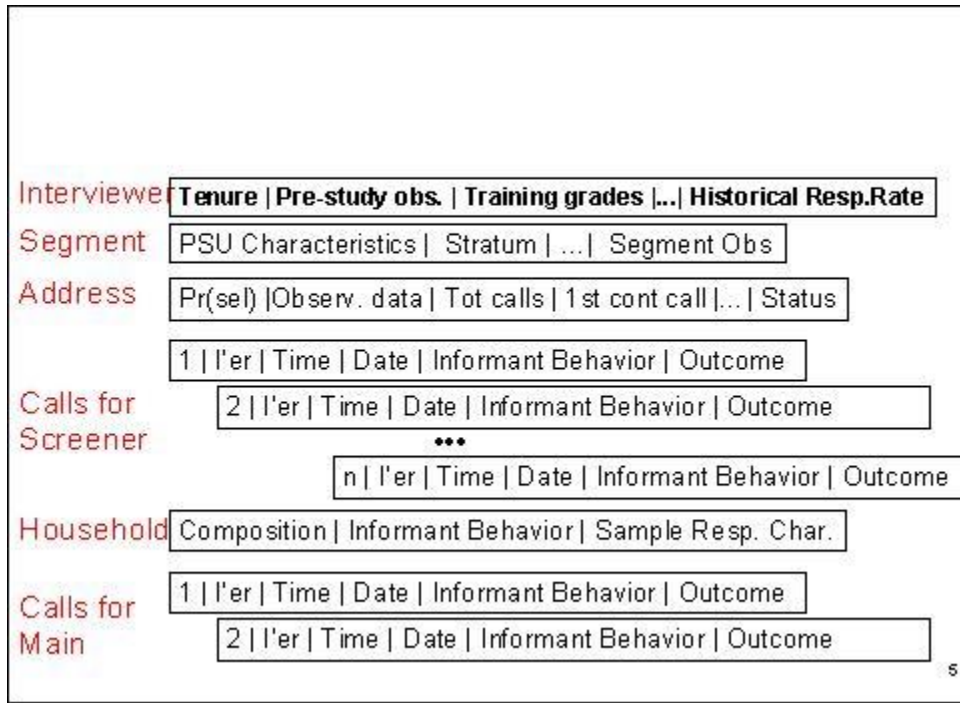 Interviewer Tenure | Pre-study obs. | Training grades |...| Historical Resp.Rate
Segment PSU Characteristics | Stratum | ...| Segment Obs
Address Pr(sel) |Observ. data | Tot calls | 1st cont call |... | Status
1 | I'er | Time | Date | Informant Behavior | Outcome
Calls for Screener
2 | I'er | Time | Date | Informant Behavior | Outcome
•••
n | I'er | Time | Date | Informant Behavior | Outcome
Household Composition | Informant Behavior | Sample Resp. Char.
Calls for Main
1 | I'er | Time | Date | Informant Behavior | Outcome
2 | I'er | Time | Date | Informant Behavior | Outcome
5